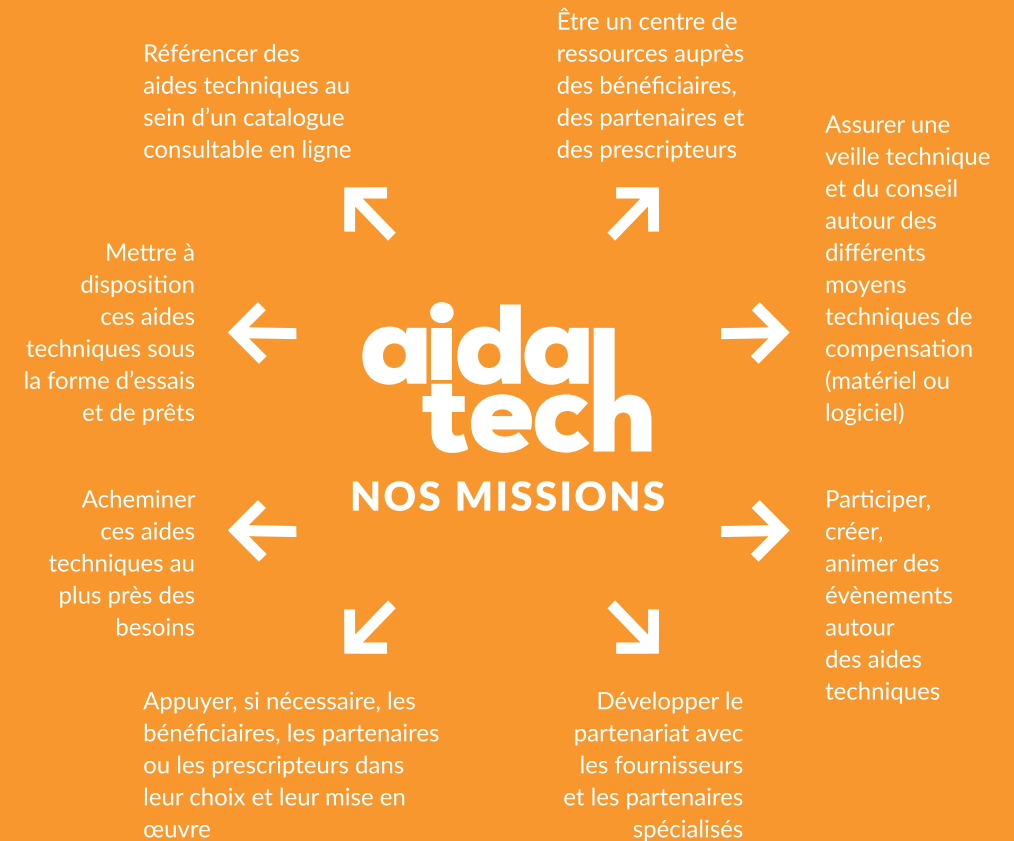 Être un centre de
ressources auprès
des bénéficiaires,
des partenaires et
des prescripteurs
Référencer des
aides techniques au
sein d’un catalogue
consultable en ligne
Assurer une
veille technique
et du conseil
autour des
différents
moyens
techniques de
compensation
(matériel ou
logiciel)
Mettre à
disposition
ces aides
techniques sous
la forme d’essais
et de prêts
aida
tech
NOS MISSIONS
Acheminer
ces aides
techniques au
plus près des
besoins
Participer,
créer,
animer des
évènements
autour
des aides
techniques
Appuyer, si nécessaire, les
bénéficiaires, les partenaires
ou les prescripteurs dans
leur choix et leur mise en
œuvre
Développer le
partenariat avec
les fournisseurs
et les partenaires
spécialisés